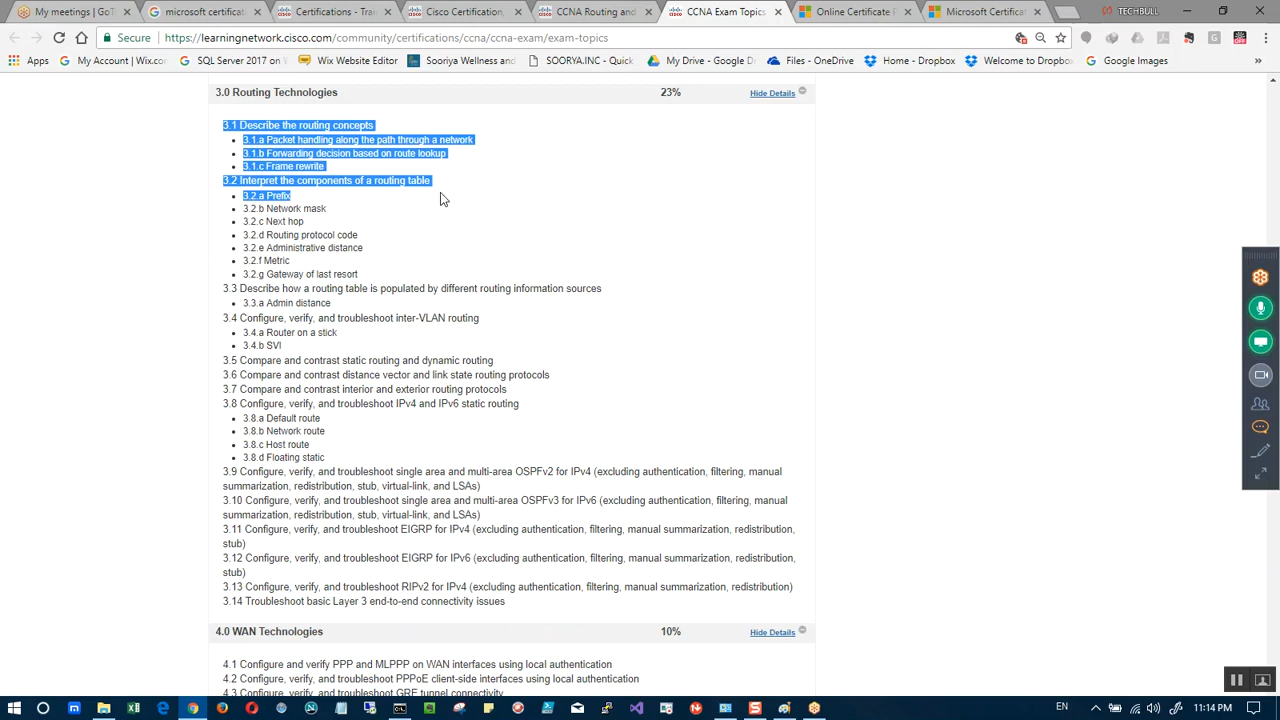 My meetings | GoT
microsoft certificat
Certifications - Trai
Cisco Certification,
CCNA Routing and
CCNA Exam Topics
Online Certificate F
Microsoft Certificat
TECHBULL
Secure
https://learningnetwork.cisco.com/community/certifications/ccna/ccna-exam/exam-topics
Apps
My Account | Wix.co
SQL Server 2017
Wix Website Editor
Sooriya Wellness and
SOORYA.INC - Quick
My Drive - Google D
Files - OneDrive
Home - Dropbox
Welcome to Dropb
Google Images
»
3.0 Routing Technologies 23% Hide Details
3.1 Describe the routing concepts
• 3.1.a Packet handling along the path through a network
• 3.1.b Forwarding decision based on route lookup
• 3.1.c Frame rewrite
3.2 Interpret the components of a routing table
• 3.2.a Prefix
• 3.2.b Network mask
• 3.2.c Next hop
• 3.2.d Routing protocol code
• 3.2.e Administrative distance
• 3.2.f Metric
• 3.2.g Gateway of last resort
3.3 Describe how a routing table is populated by different routing information sources
• 3.3.a Admin distance
3.4 Configure, verify, and troubleshoot inter-VLAN routing
• 3.4.a Router on a stick
• 3.4.b SVI
3.5 Compare and contrast static routing and dynamic routing
3.6 Compare and contrast distance vector and link state routing protocols
3.7 Compare and contrast interior and exterior routing protocols
3.8 Configure, verify, and troubleshoot IPv4 and IPv6 static routing
• 3.8.a Default route
• 3.8.b Network route
• 3.8.c Host route
• 3.8.d Floating static
3.9 Configure, verify, and troubleshoot single area and multi-area OSPFv2 for IPv4 (excluding authentication, filtering, manual
summarization, redistribution, stub, virtual-link, and LSAs)
3.10 Configure, verify, and troubleshoot single area and multi-area OSPFv3 for IPv6 (excluding authentication, filtering, manual
summarization, redistribution, stub, virtual-link, and LSAs)
3.11 Configure, verify, and troubleshoot EIGRP for IPv4 (excluding authentication, filtering, manual summarization, redistribution,
stub)
3.12 Configure, verify, and troubleshoot EIGRP for IPv6 (excluding authentication, filtering, manual summarization, redistribution,
stub)
3.13 Configure, verify, and troubleshoot RIPv2 for IPv4 (excluding authentication, filtering, manual summarization, redistribution)
3.14 Troubleshoot basic Layer 3 end-to-end connectivity issues
4.0 WAN Technologies 10% Hide Details
4.1 Configure and verify PPP and MLPPP on WAN interfaces using local authentication
4.2 Configure, verify, and troubleshoot PPPoE client-side interfaces using local authentication
4.3 Configure, verify, and troubleshoot GRE tunnel connectivity
EN
11:14 PM